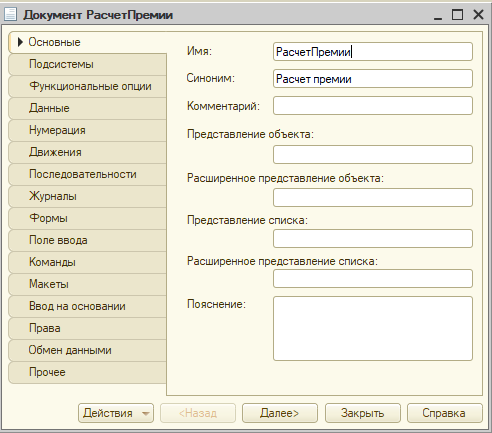 Документ РасчетПремии
Основные
Подсистемы
Функциональные опции
Данные
Нумерация
Движения
Последовательности
Журналы
Формы
Поле ввода
Команды
Макеты
Ввод на основании
Права
Обмен данными
Прочее
Имя: РасчетПремии
Синоним: Расчет премии
Комментарий:
Представление объекта:
Расширенное представление объекта:
Представление списка:
Расширенное представление списка:
Пояснение:
Действия <Назад Далее> Закрыть Справка